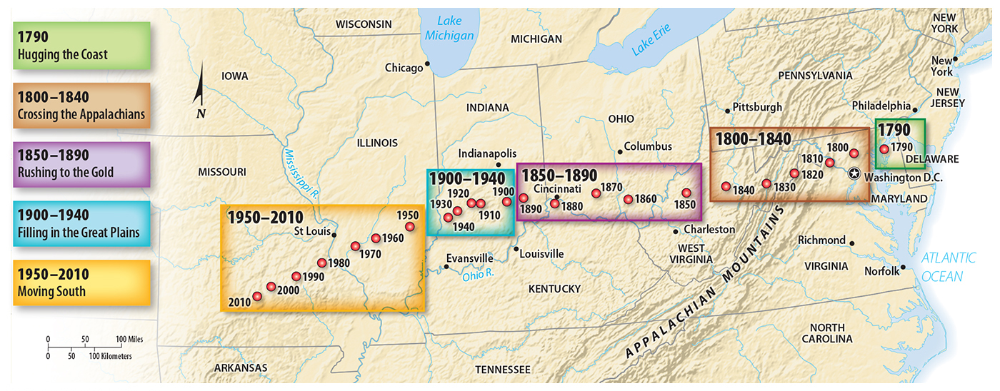 1790
Hugging the Coast
1800–1840
Crossing the Appalachians
1850–1890
Rushing to the Gold
1900–1940
Filling in the Great Plains
1950–2010
Moving South
0 50 100 Miles
0 50 100 Kilometers
N
WISCONSIN
Lake
Michigan
MICHIGAN
Lake Erie
NEW
YORK
IOWA
Chicago
PENNSYLVANIA
New
York
NEW
JERSEY
INDIANA
OHIO
Pittsburgh
Philadelphia
ILLINOIS
Columbus
Indianapolis
MISSOURI
Mississippi R.
1790
1790
DELAWARE
1800–1840
1800
1810
1820
1830
1840
Washington D.C.
MARYLAND
1850–1890
Cincinnati
1850
1860
1870
1880
1890
1900–1940
1900
1910
1920
1930
1940
1950–2010
1950
1960
1970
1980
1990
2000
2010
St Louis
Evansville
Ohio R.
Louisville
Charleston
WEST
VIRGINIA
KENTUCKY
APPALACHIAN MOUNTAINS
Richmond
VIRGINIA
Norfolk
ATLANTIC
OCEAN
NORTH
CAROLINA
TENNESSEE
ARKANSAS